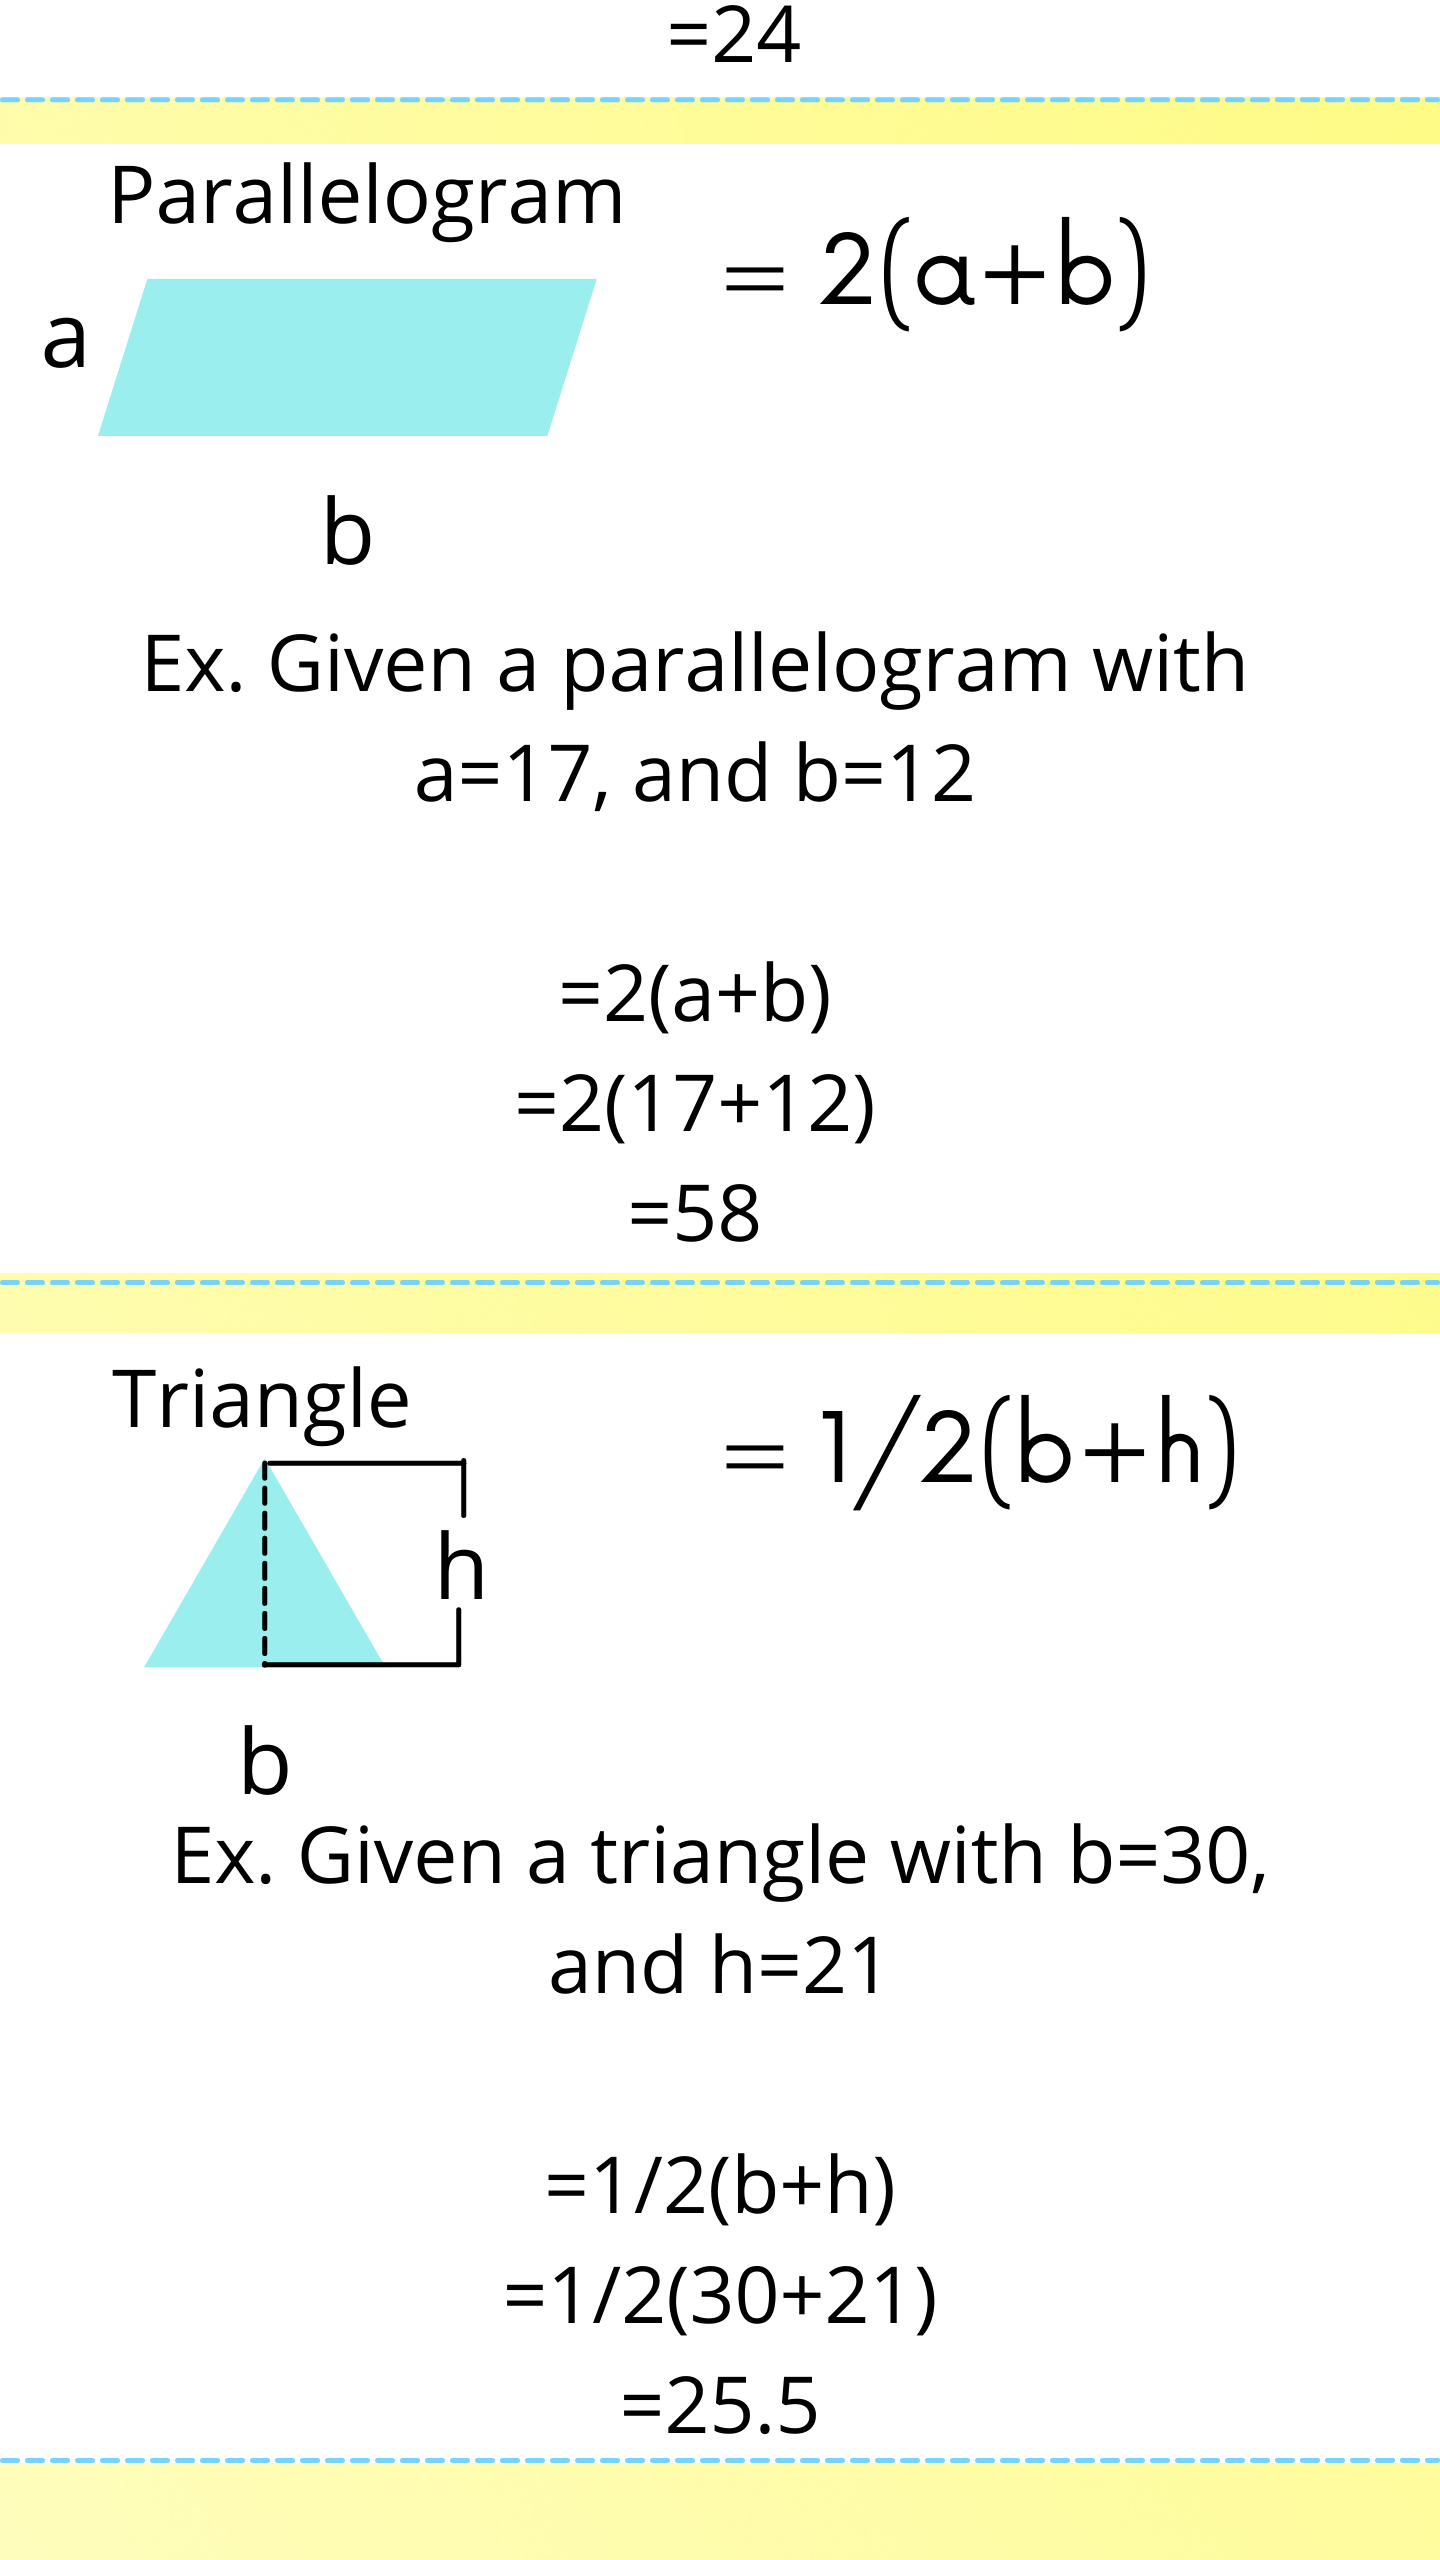 =24
Parallelogram
= 2(a+b)
a
b
Ex. Given a parallelogram with
a=17, and b=12
=2(a+b)
=2(17+12)
=58
Triangle
= 1/2(b+h)
h
b
Ex. Given a triangle with b=30,
and h=21
=1/2(b+h)
=1/2(30+21)
=25.5